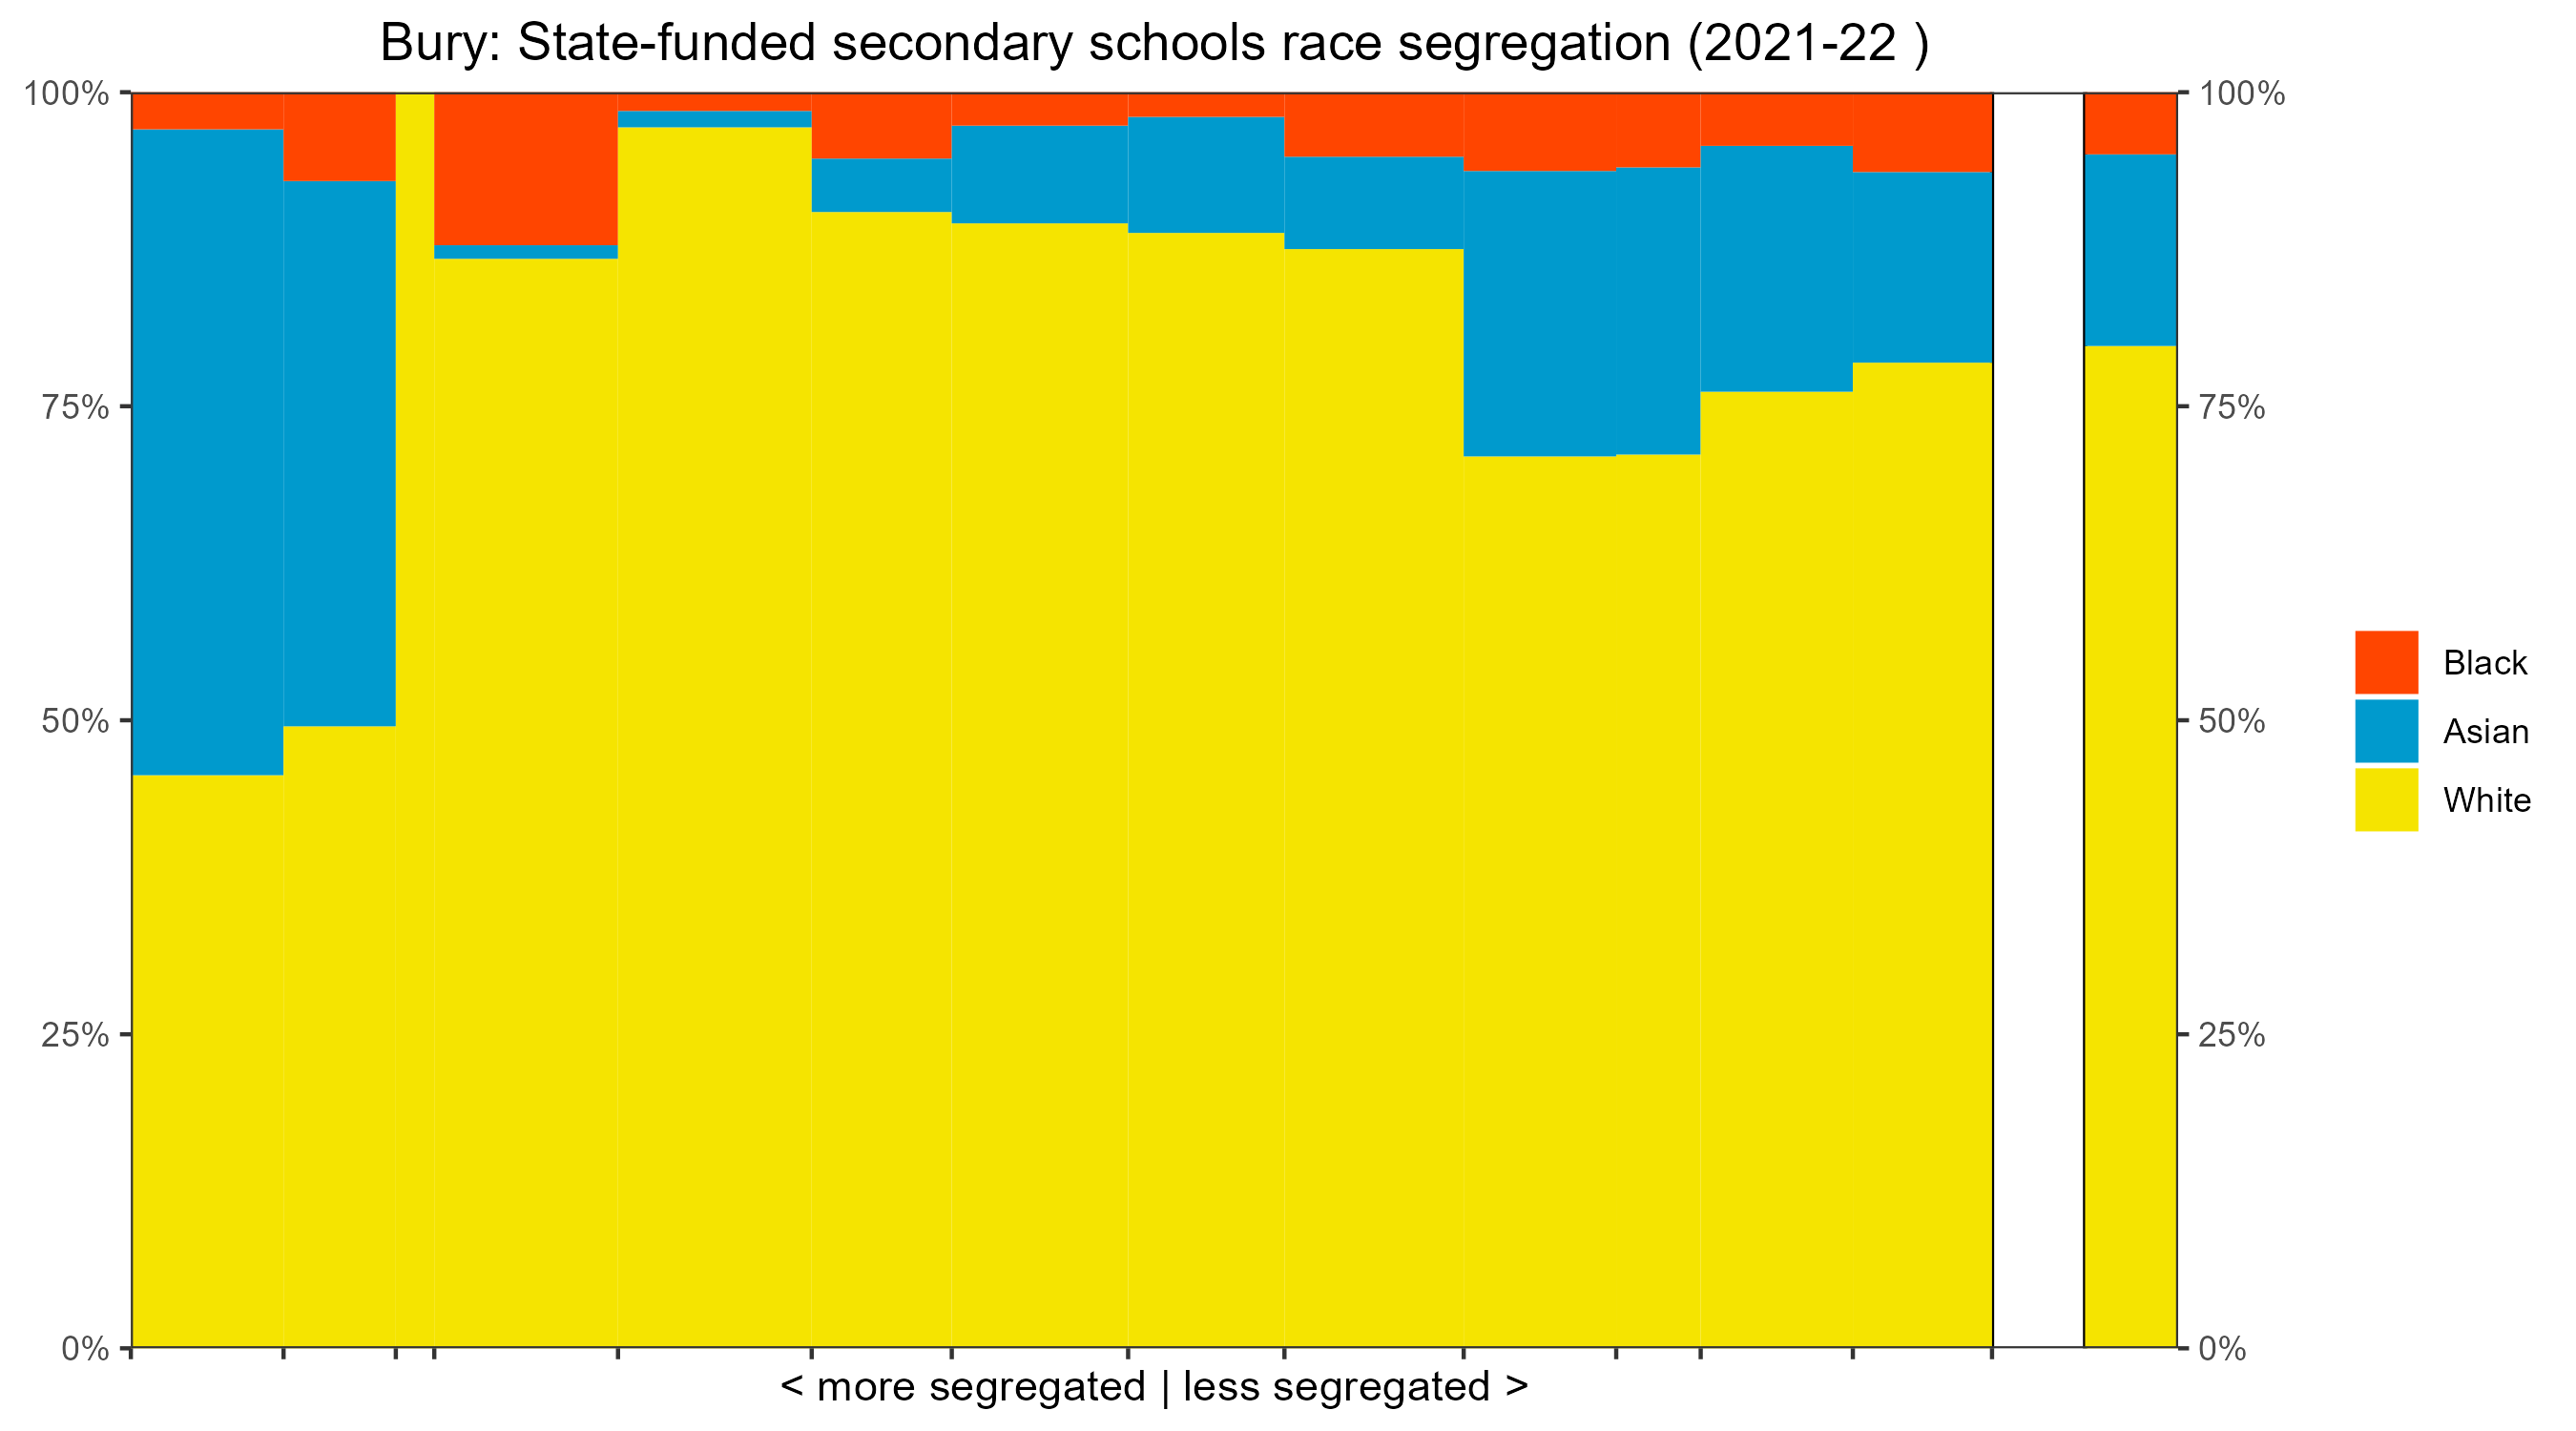 Bury: State-funded secondary schools race segregation (2021-22 )
100%
75%
50%
25%
0%
100%
75%
50%
25%
0%
Black
Asian
White
< more segregated | less segregated >